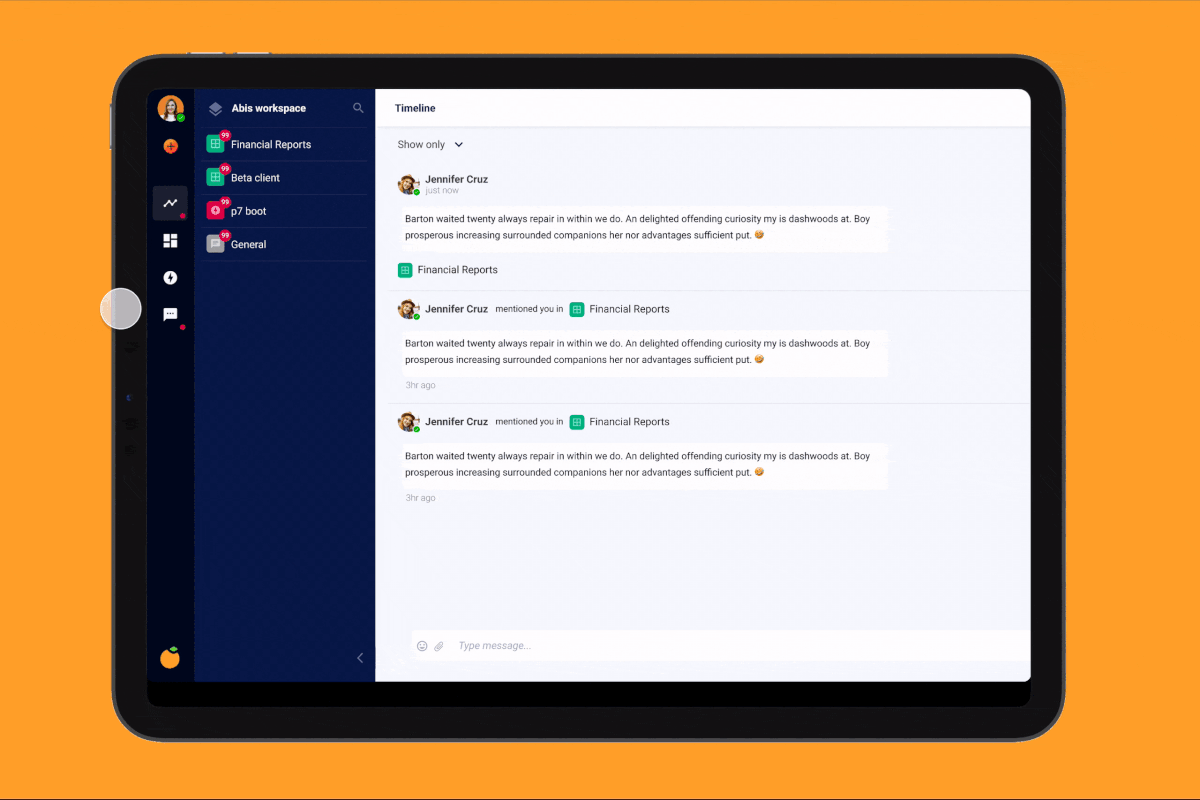 Abis workspace
99
Financial Reports
99
Beta client
99
p7 boot
99
General
Timeline
Show only
Jennifer Cruz
just now
Barton waited twenty always repair in within we do. An delighted offending curiosity my is dashwoods at. Boy
prosperous increasing surrounded companions her nor advantages sufficient put. 🤪
Financial Reports
Jennifer Cruz mentioned you in Financial Reports
Barton waited twenty always repair in within we do. An delighted offending curiosity my is dashwoods at. Boy
prosperous increasing surrounded companions her nor advantages sufficient put. 🤪
3hr ago
Jennifer Cruz mentioned you in Financial Reports
Barton waited twenty always repair in within we do. An delighted offending curiosity my is dashwoods at. Boy
prosperous increasing surrounded companions her nor advantages sufficient put. 🤪
3hr ago
Type message...